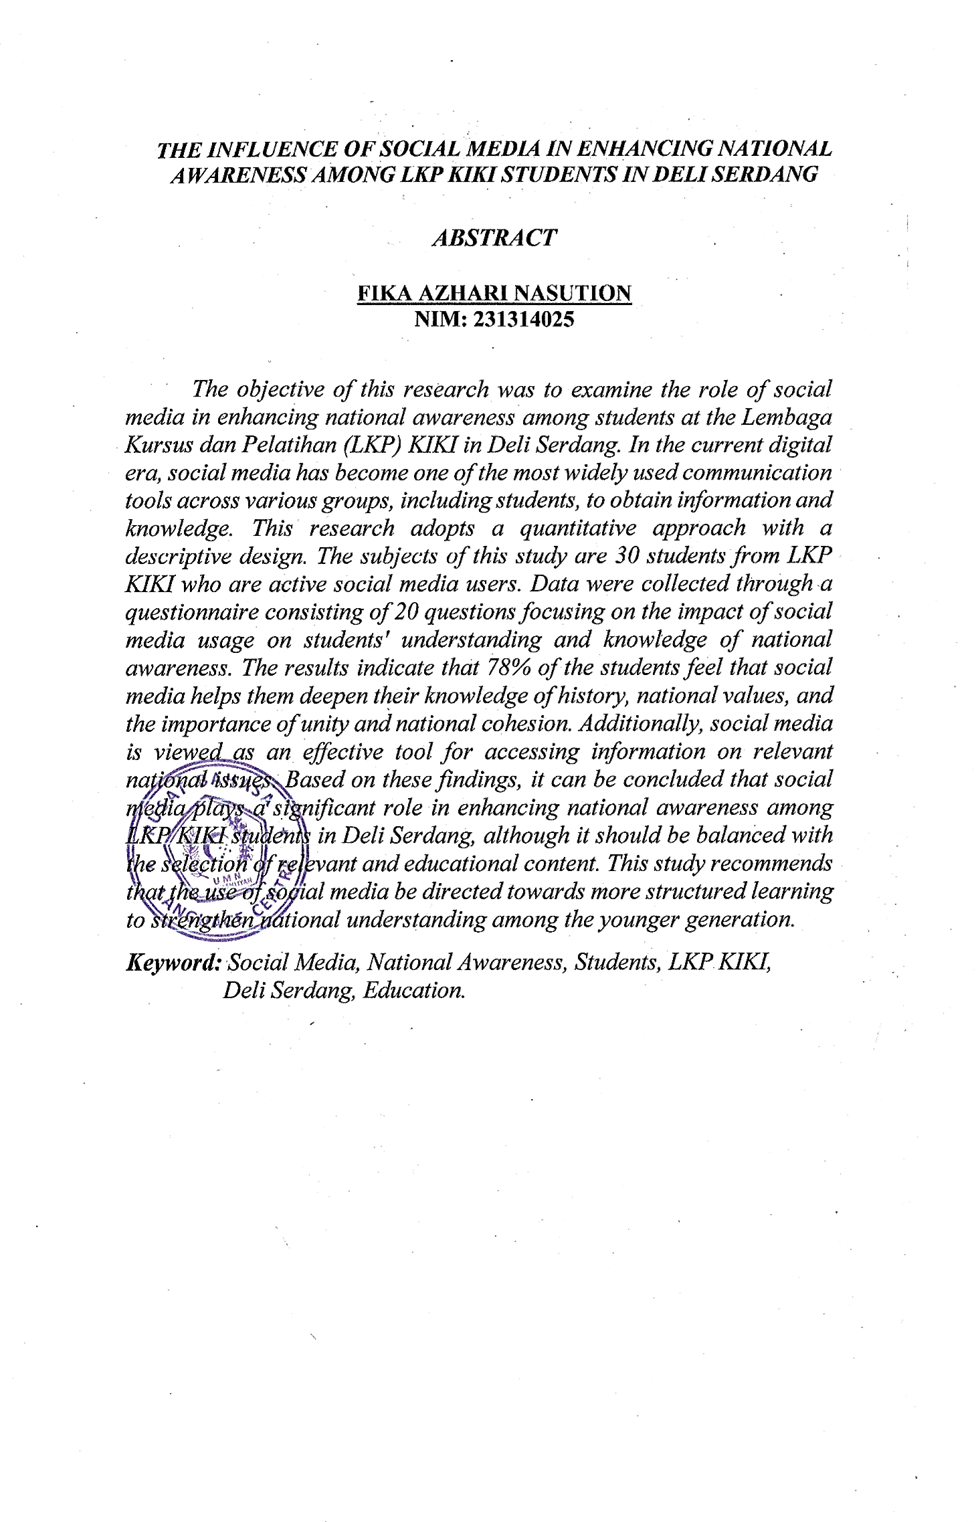 THE INFLUENCE OF SOCIAL MEDIA IN ENHANCING NATIONAL
AWARENESS AMONG LKP KIKI STUDENTS IN DELI SERDANG
ABSTRACT
FIKA AZHARI NASUTION
NIM: 231314025
The objective of this research was to examine the role of social
media in enhancing national awareness among students at the Lembaga
Kursus dan Pelatihan (LKP) KIKI in Deli Serdang. In the current digital
era, social media has become one of the most widely used communication
tools across various groups, including students, to obtain information and
knowledge. This research adopts a quantitative approach with a
descriptive design. The subjects of this study are 30 students from LKP
KIKI who are active social media users. Data were collected through a
questionnaire consisting of 20 questions focusing on the impact of social
media usage on students' understanding and knowledge of national
awareness. The results indicate that 78% of the students feel that social
media helps them deepen their knowledge of history, national values, and
the importance of unity and national cohesion. Additionally, social media
is viewed as an effective tool for accessing information on relevant
national issues. Based on these findings, it can be concluded that social
media plays a significant role in enhancing national awareness among
LKP KIKI students in Deli Serdang, although it should be balanced with
the selection of relevant and educational content. This study recommends
that the use of social media be directed towards more structured learning
to strengthen national understanding among the younger generation.
Keyword: Social Media, National Awareness, Students, LKP KIKI,
Deli Serdang, Education.
UMN